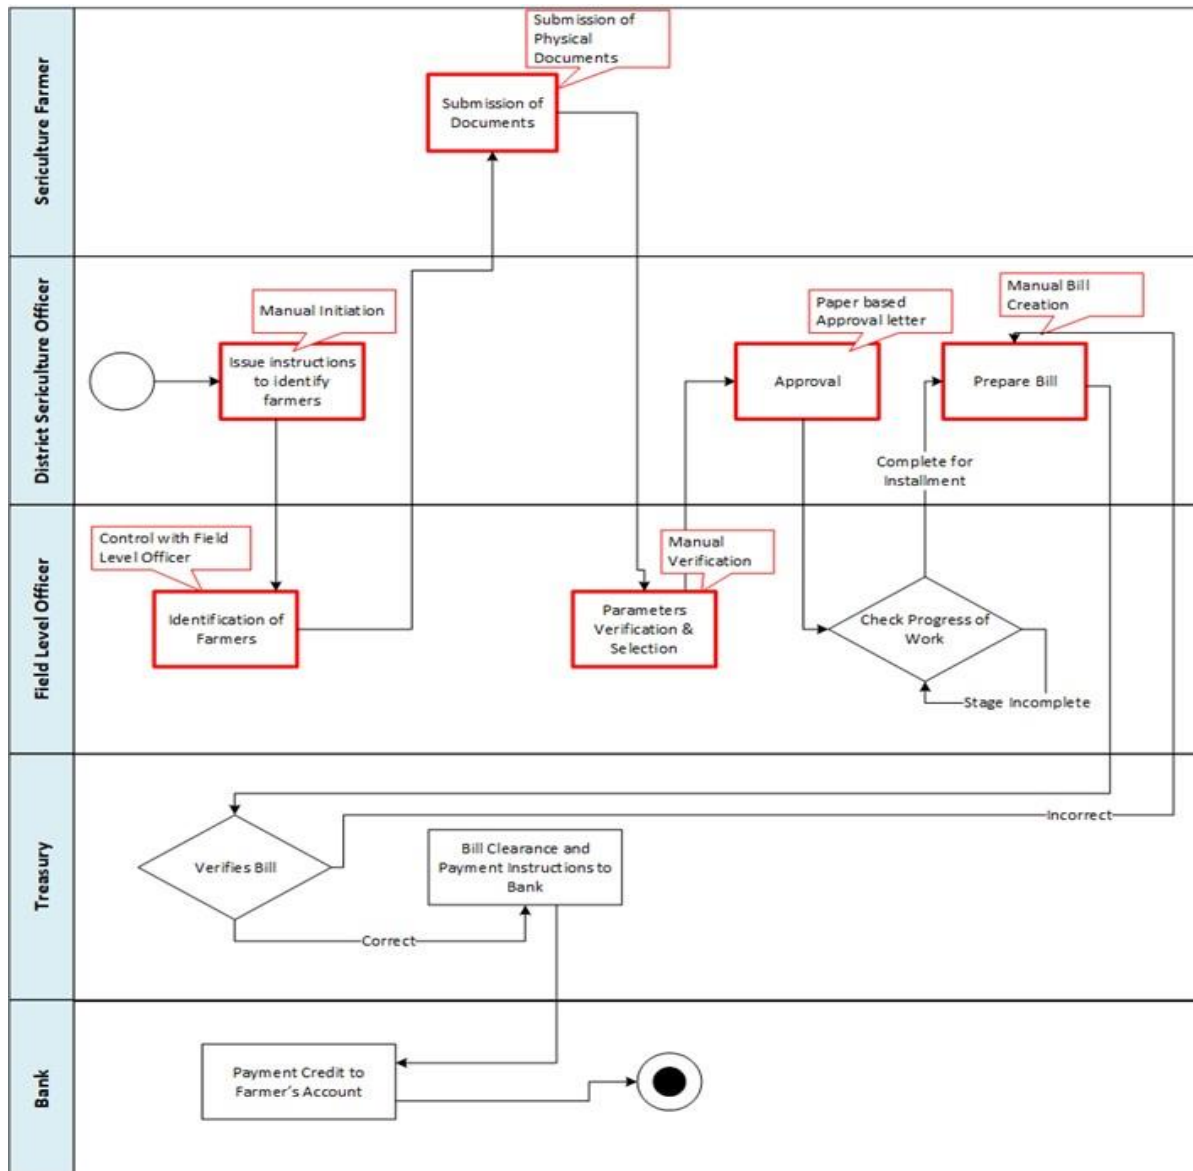 Sericulture Farmer
Submission of
Physical
Documents
Submission of
Documents
District Sericulture Officer
Manual Initiation
Issue instructions
to identify
farmers
Paper based
Approval letter
Approval
Manual Bill
Creation
Prepare Bill
Complete for
Installment
Field Level Officer
Control with Field
Level Officer
Identification of
Farmers
Manual
Verification
Parameters
Verification &
Selection
Check Progress of
Work
Stage Incomplete
Treasury
Verifies Bill
Correct
Bill Clearance and
Payment Instructions to
Bank
Incorrect
Bank
Payment Credit to
Farmer's Account